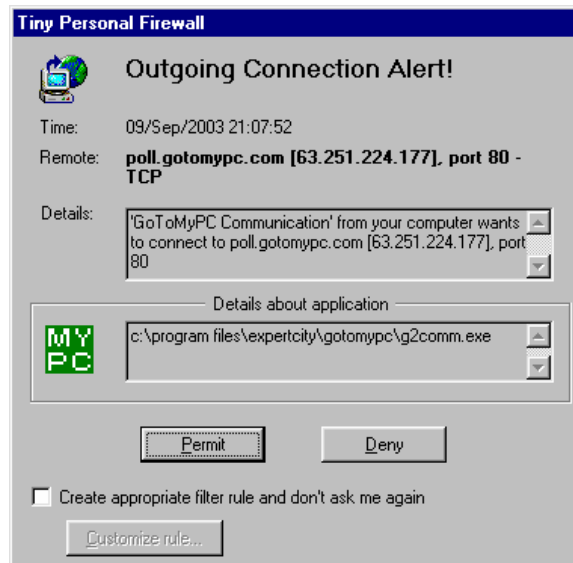 Tiny Personal Firewall
Outgoing Connection Alert!
Time: 09/Sep/2003 21:07:52
Remote: poll.gotomypc.com [63.251.224.177], port 80 -
TCP
Details: 'GoToMyPC Communication' from your computer wants
to connect to poll.gotomypc.com [63.251.224.177], port
80
Details about application
MY
PC
c:\program files\expertcity\gotomypc\g2comm.exe
Permit Deny
Create appropriate filter rule and don't ask me again
Customize rule...